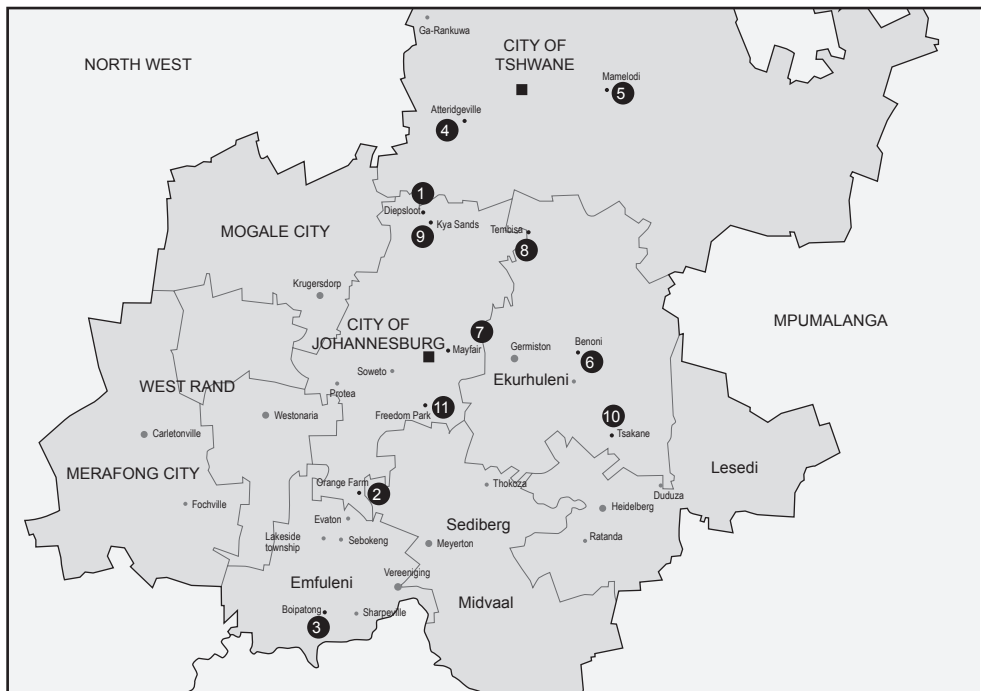 Ga-Rankuwa
CITY OF
TSHWANE
NORTH WEST
Mamelodi
5
Atteridgeville
4
1
Diepsloot
Kya Sands
9
Tembisa
8
MOGALE CITY
Krugersdorp
MPUMALANGA
CITY OF
JOHANNESBURG
7
Mayfair
Germiston
Benoni
6
Soweto
Ekurhuleni
WEST RAND
Protea
Westonaria
Freedom Park
11
10
Tsakane
Carletonville
MERAFONG CITY
Lesedi
Orange Farm
2
Thokoza
Duduza
Fochville
Heidelberg
Evaton
Sediberg
Lakeside
township
Sebokeng
Meyerton
Ratanda
Vereeniging
Emfuleni
Midvaal
Boipatong
Sharpeville
3